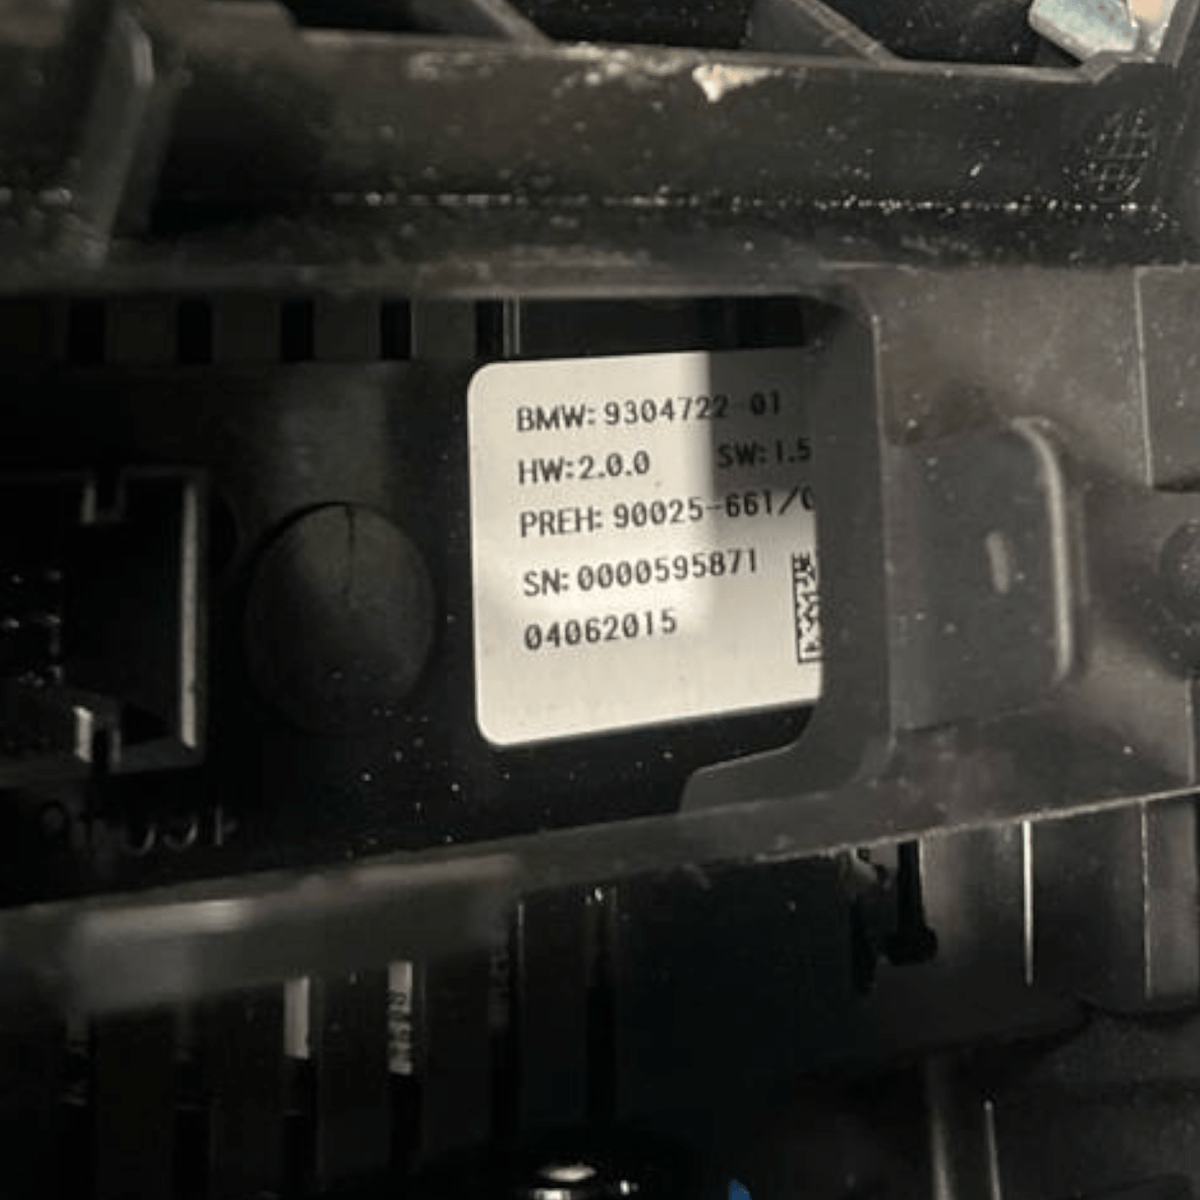 BMW: 9304722-01
HW:2.0.0 SW:1.5
PREH: 90025-661/
SN: 0000595871
04062015